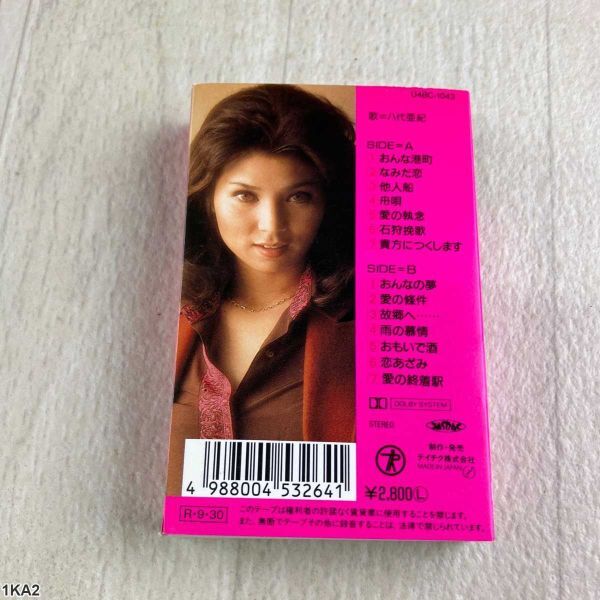 U4BC-1043
歌=八代亜紀
SIDE=A
1 おんな港町
2 なみだ恋
3 他人船
4 舟唄
5 愛の執念
6 石狩挽歌
7 貴方につくします
SIDE=B
1 おんなの夢
2 愛の條件
3 故郷へ……
4 雨の慕情
5 おもいで酒
6 恋あざみ
7 愛の終着駅
DOLBY SYSTEM
STEREO
JASRAC
制作・発売
テイチク株式会社
MADE IN JAPAN
¥2,800 L
4 988004 532641
R・9・30
このテープは権利者の許諾なく賃貸業に使用することを禁じます。
また、無断でテープその他に録音することは、法律で禁じられています。
1KA2